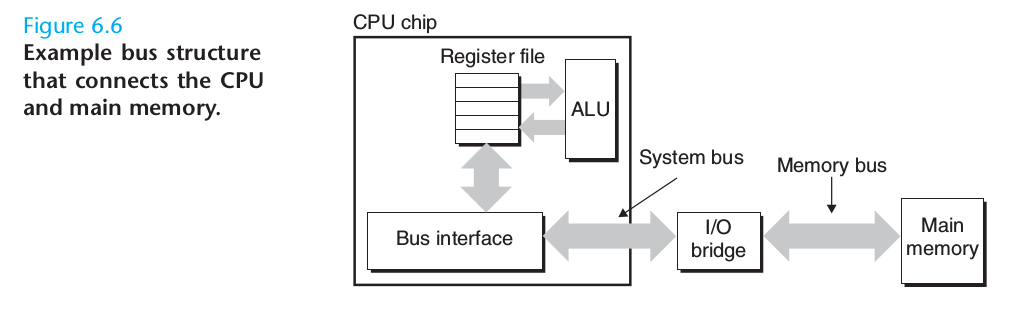 Figure 6.6
Example bus structure
that connects the CPU
and main memory.
CPU chip
Register file
ALU
System bus
Memory bus
Bus interface
I/O
bridge
Main
memory